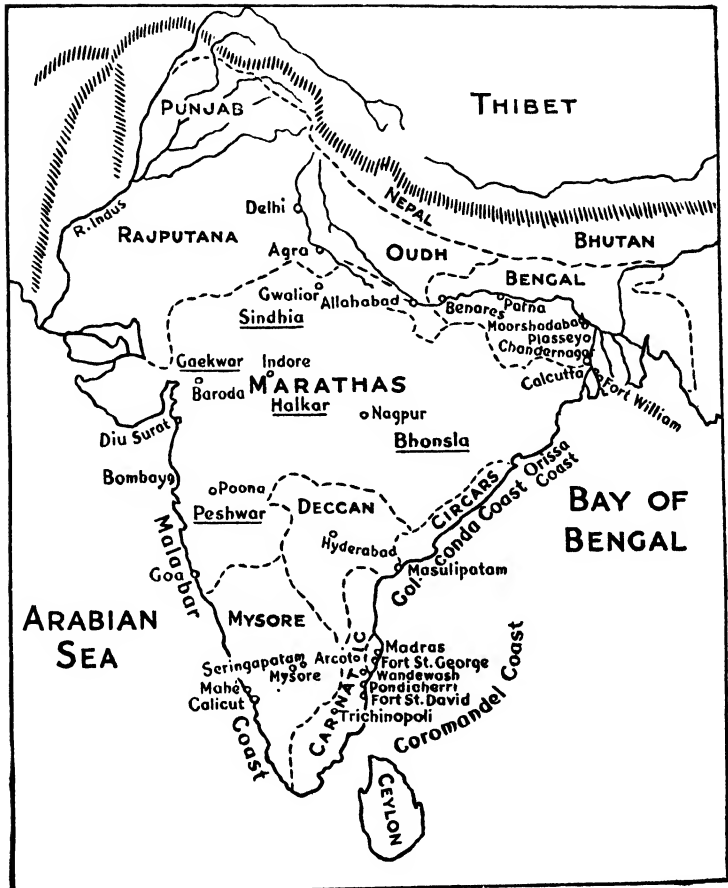 PUNJAB
THIBET
R. Indus
Delhi
NEPAL
RAJPUTANA
OUDH
BHUTAN
Agra
BENGAL
Gwalior
Allahabad
Benares
Patna
Sindhia
Moorshadabad
Plassey
Chandernagar
Gaekwar
Indore
Calcutta
Fort William
Baroda
MARATHAS
Halkar
Nagpur
Diu Surat
Bhonsla
Bombay
Poona
Peshwar
DECCAN
CIRCARS
Orissa
Coast
BAY OF
BENGAL
Hyderabad
Golconda Coast
Masulipatam
Malabar
Coast
Goa
ARABIAN
SEA
MYSORE
Seringapatam
Mysore
Arcot
CARNATIC
Madras
Fort St. George
Wandewash
Pondiaherri
Fort St. David
Trichinopoli
Mahé
Calicut
Coromandel Coast
CEYLON